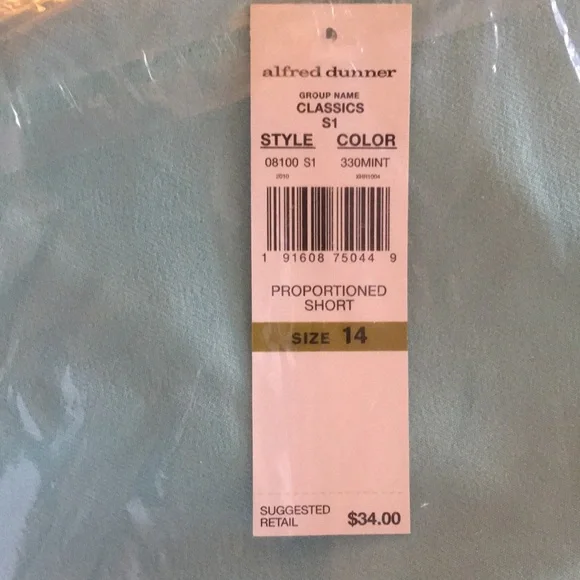 alfred dunner
GROUP NAME
CLASSICS
S1
STYLE COLOR
08100 S1 330MINT
2010
1 91608 75044 9
PROPORTIONED
SHORT
SIZE 14
SUGGESTED
RETAIL $34.00